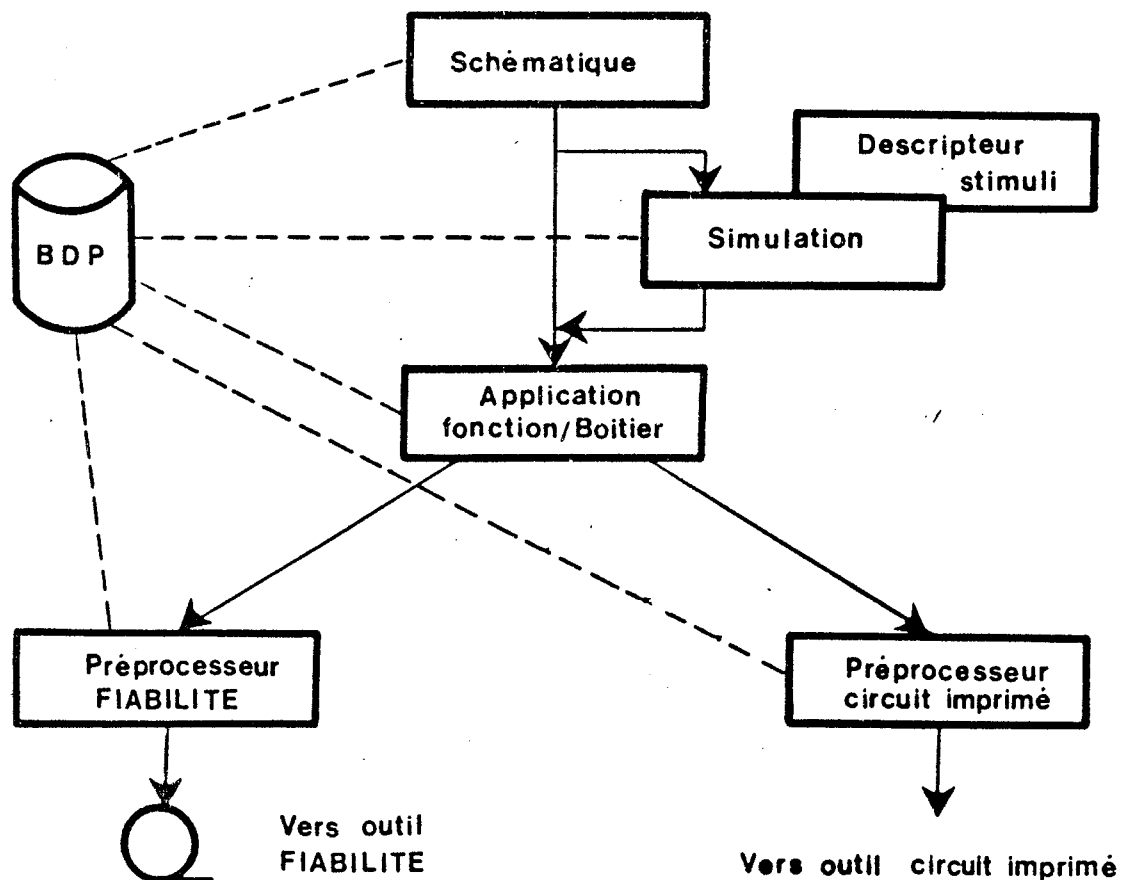 Schématique
Descripteur
stimuli
BDP
Simulation
Application
fonction/Boitier
Préprocesseur
FIABILITE
Préprocesseur
circuit imprimé
Vers outil
FIABILITE
Vers outil circuit imprimé